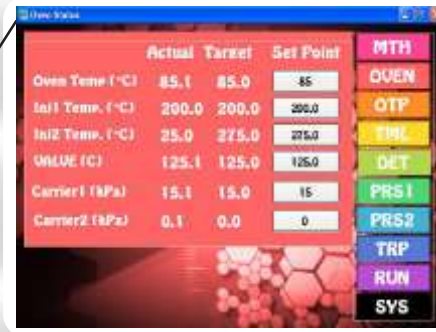 Oven Status
Actual Target Set Point
Oven Temp (°C) 85.1 85.0 85
Inj1 Temp. (°C) 200.0 200.0 200.0
Inj2 Temp. (°C) 25.0 275.0 275.0
VALVE (C) 125.1 125.0 125.0
Carrier1 (kPa) 15.1 15.0 15
Carrier2 (kPa) 0.1 0.0 0
MTH
OVEN
OTP
TIME
DET
PRS1
PRS2
TRP
RUN
SYS